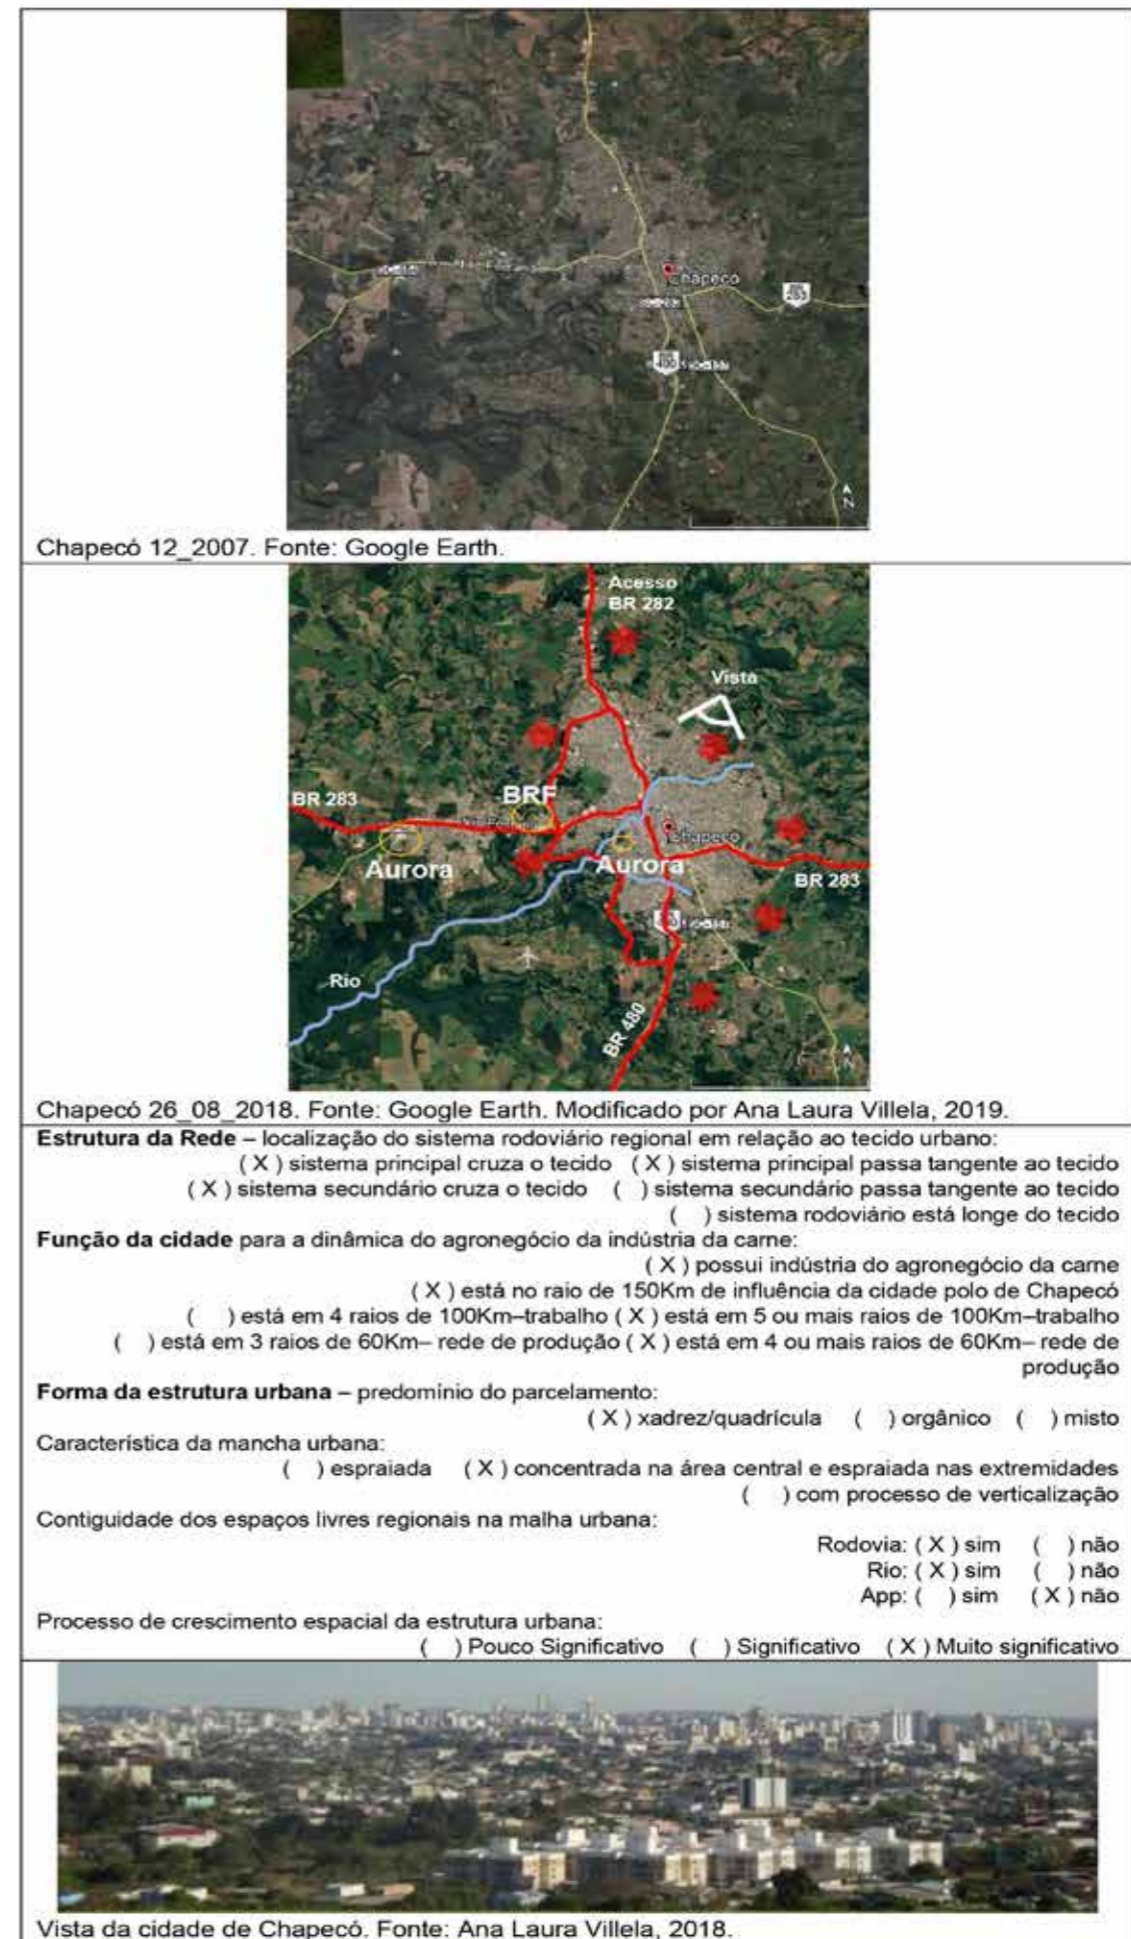 Chapecó
283
480
Chapecó 12_2007. Fonte: Google Earth.
Acesso
BR 282
Vista
BR 283
BRF
Chapecó
Aurora
Aurora
BR 283
Rio
BR 480
N
Chapecó 26_08_2018. Fonte: Google Earth. Modificado por Ana Laura Villela, 2019.
Estrutura da Rede – localização do sistema rodoviário regional em relação ao tecido urbano:
( X ) sistema principal cruza o tecido ( X ) sistema principal passa tangente ao tecido
( X ) sistema secundário cruza o tecido ( ) sistema secundário passa tangente ao tecido
( ) sistema rodoviário está longe do tecido
Função da cidade para a dinâmica do agronegócio da indústria da carne:
( X ) possui indústria do agronegócio da carne
( X ) está no raio de 150Km de influência da cidade polo de Chapecó
( ) está em 4 raios de 100Km–trabalho ( X ) está em 5 ou mais raios de 100Km–trabalho
( ) está em 3 raios de 60Km– rede de produção ( X ) está em 4 ou mais raios de 60Km– rede de
produção
Forma da estrutura urbana – predomínio do parcelamento:
( X ) xadrez/quadrícula ( ) orgânico ( ) misto
Característica da mancha urbana:
( ) espraiada ( X ) concentrada na área central e espraiada nas extremidades
( ) com processo de verticalização
Contiguidade dos espaços livres regionais na malha urbana:
Rodovia: ( X ) sim ( ) não
Rio: ( X ) sim ( ) não
App: ( ) sim ( X ) não
Processo de crescimento espacial da estrutura urbana:
( ) Pouco Significativo ( ) Significativo ( X ) Muito significativo
Vista da cidade de Chapecó. Fonte: Ana Laura Villela, 2018.